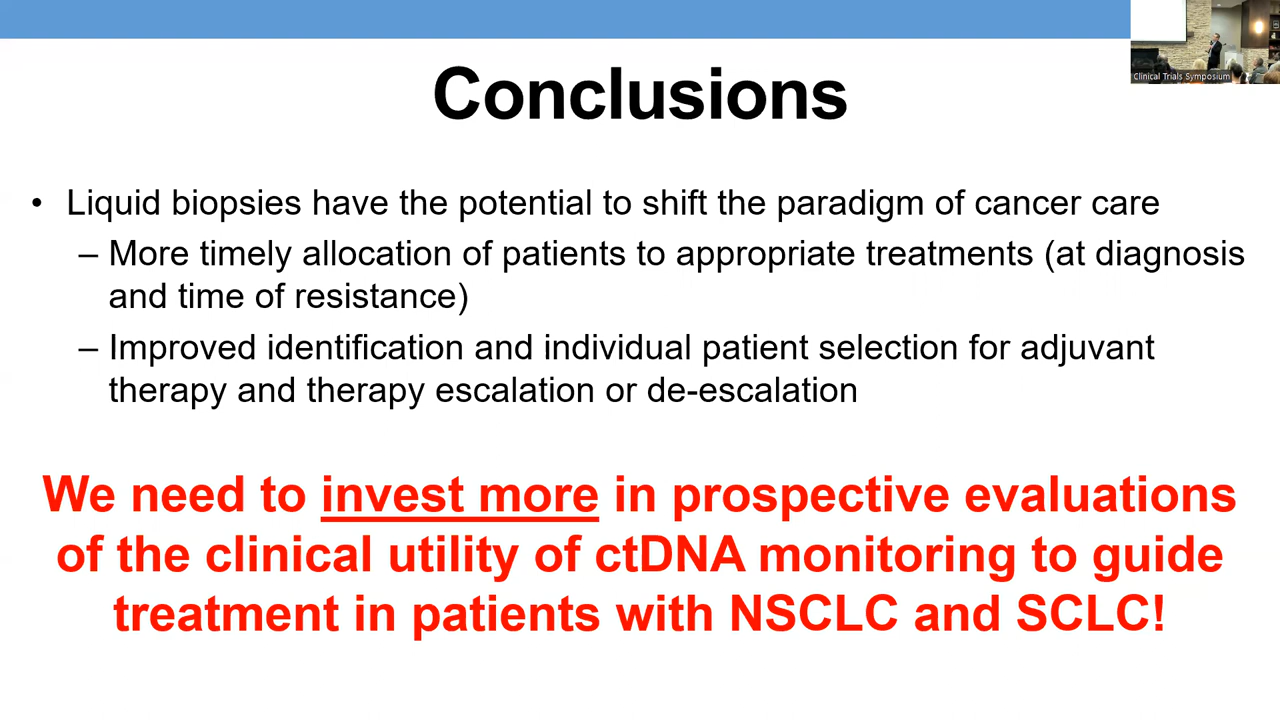 Clinical Trials Symposium
Conclusions
• Liquid biopsies have the potential to shift the paradigm of cancer care
– More timely allocation of patients to appropriate treatments (at diagnosis
and time of resistance)
– Improved identification and individual patient selection for adjuvant
therapy and therapy escalation or de-escalation
We need to invest more in prospective evaluations
of the clinical utility of ctDNA monitoring to guide
treatment in patients with NSCLC and SCLC!